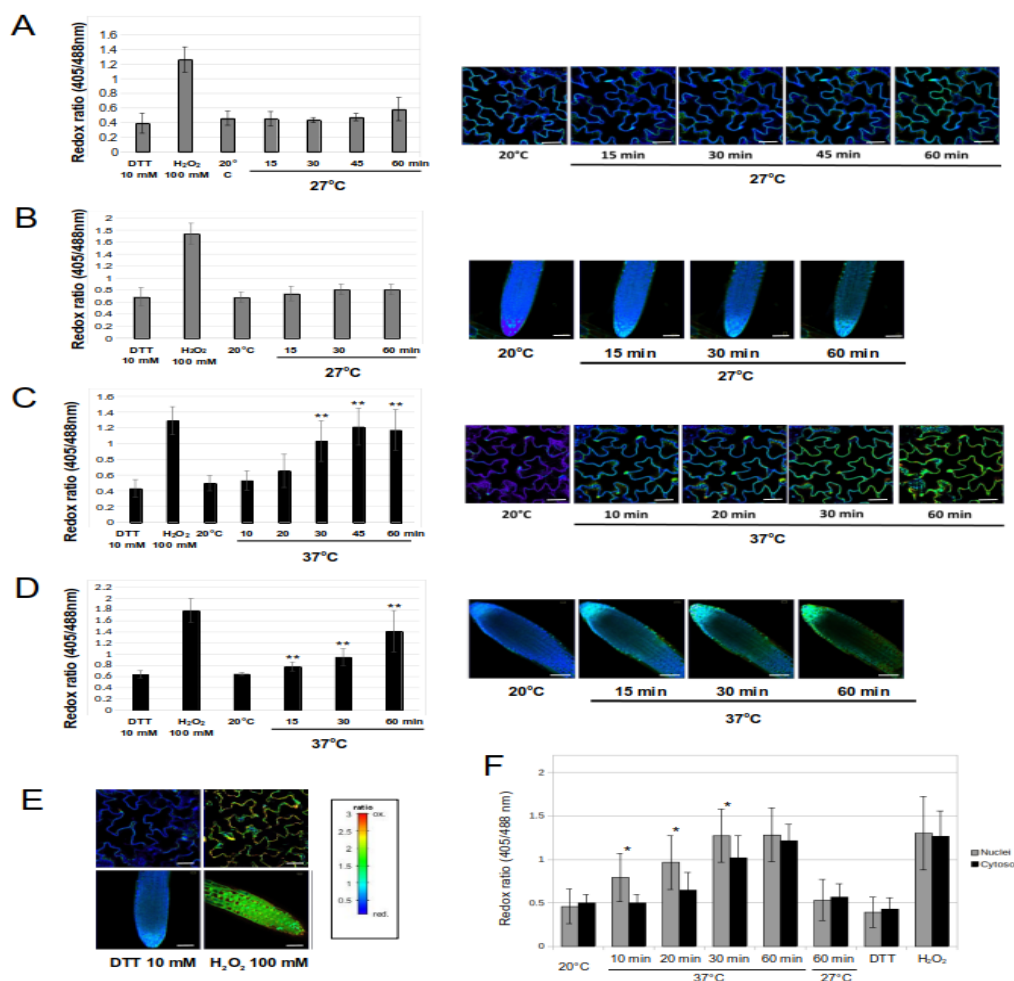 A
Redox ratio (405/488nm)
1.6
1.4
1.2
1
0.8
0.6
0.4
0.2
0
DTT
10 mM
H₂O₂
100 mM
20°
C
15
30
45
60 min
27°C
20°C
15 min
30 min
45 min
60 min
27°C
B
Redox ratio (405/488nm)
2
1.8
1.6
1.4
1.2
1
0.8
0.6
0.4
0.2
0
DTT
10 mM
H₂O₂
100 mM
20°C
15
30
60 min
27°C
20°C
15 min
30 min
60 min
27°C
C
Redox ratio (405/488nm)
1.6
1.4
1.2
1
0.8
0.6
0.4
0.2
0
** ** **
DTT
10 mM
H₂O₂
100 mM
20°C
10
20
30
45
60 min
37°C
20°C
10 min
20 min
30 min
60 min
37°C
D
Redox ratio (405/488nm)
2.2
2
1.8
1.6
1.4
1.2
1
0.8
0.6
0.4
0.2
0
** ** **
DTT
10 mM
H₂O₂
100 mM
20°C
15
30
60 min
37°C
20°C
15 min
30 min
60 min
37°C
E
ratio
3
2.5
2
1.5
1
0.5
ox.
red.
DTT 10 mM
H₂O₂ 100 mM
F
Redox ratio (405/488 nm)
2
1.5
1
0.5
0
* * *
Nuclei
Cytoso
20°C
10 min
20 min
30 min
60 min
37°C
60 min
27°C
DTT
H₂O₂